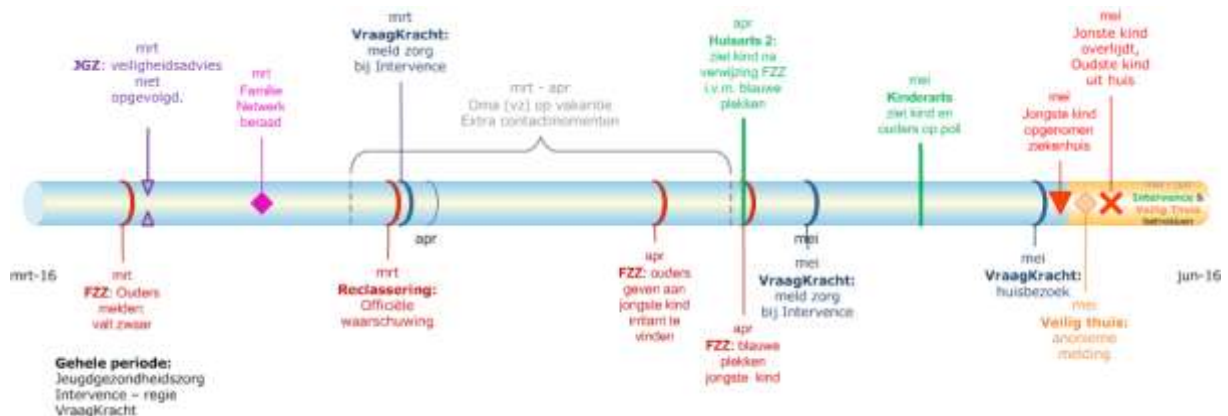 mrt
JGZ: veiligheidsadvies
niet
opgevolgd.
mrt
Familie
Netwerk
beraad
mrt
VraagKracht:
meld zorg
bij Intervence
mrt - apr
Oma (vz) op vakantie
Extra contactmomenten
apr
Huisarts 2:
ziet kind na
verwijzing FZZ
i.v.m. blauwe
plekken
mei
Kinderarts
ziet kind en
ouders op poli
mei
Jongste kind
opgenomen
ziekenhuis
mei
Jonste kind
overlijdt,
Oudste kind
uit huis
Intervence &
Veilig Thuis
betrokken
apr
mei
mrt-16
jun-16
mrt
FZZ: Ouders
melden
valt zwaar
mrt
Reclassering:
Officiële
waarschuwing
apr
FZZ: ouders
geven aan
jongste kind
irritant te
vinden
apr
FZZ: blauwe
plekken
jongste kind
mei
VraagKracht:
meld zorg
bij Intervence
mei
VraagKracht:
huisbezoek
mei
Veilig thuis:
anonieme
melding
Gehele periode:
Jeugdgezondheidszorg
Intervence – regie
VraagKracht